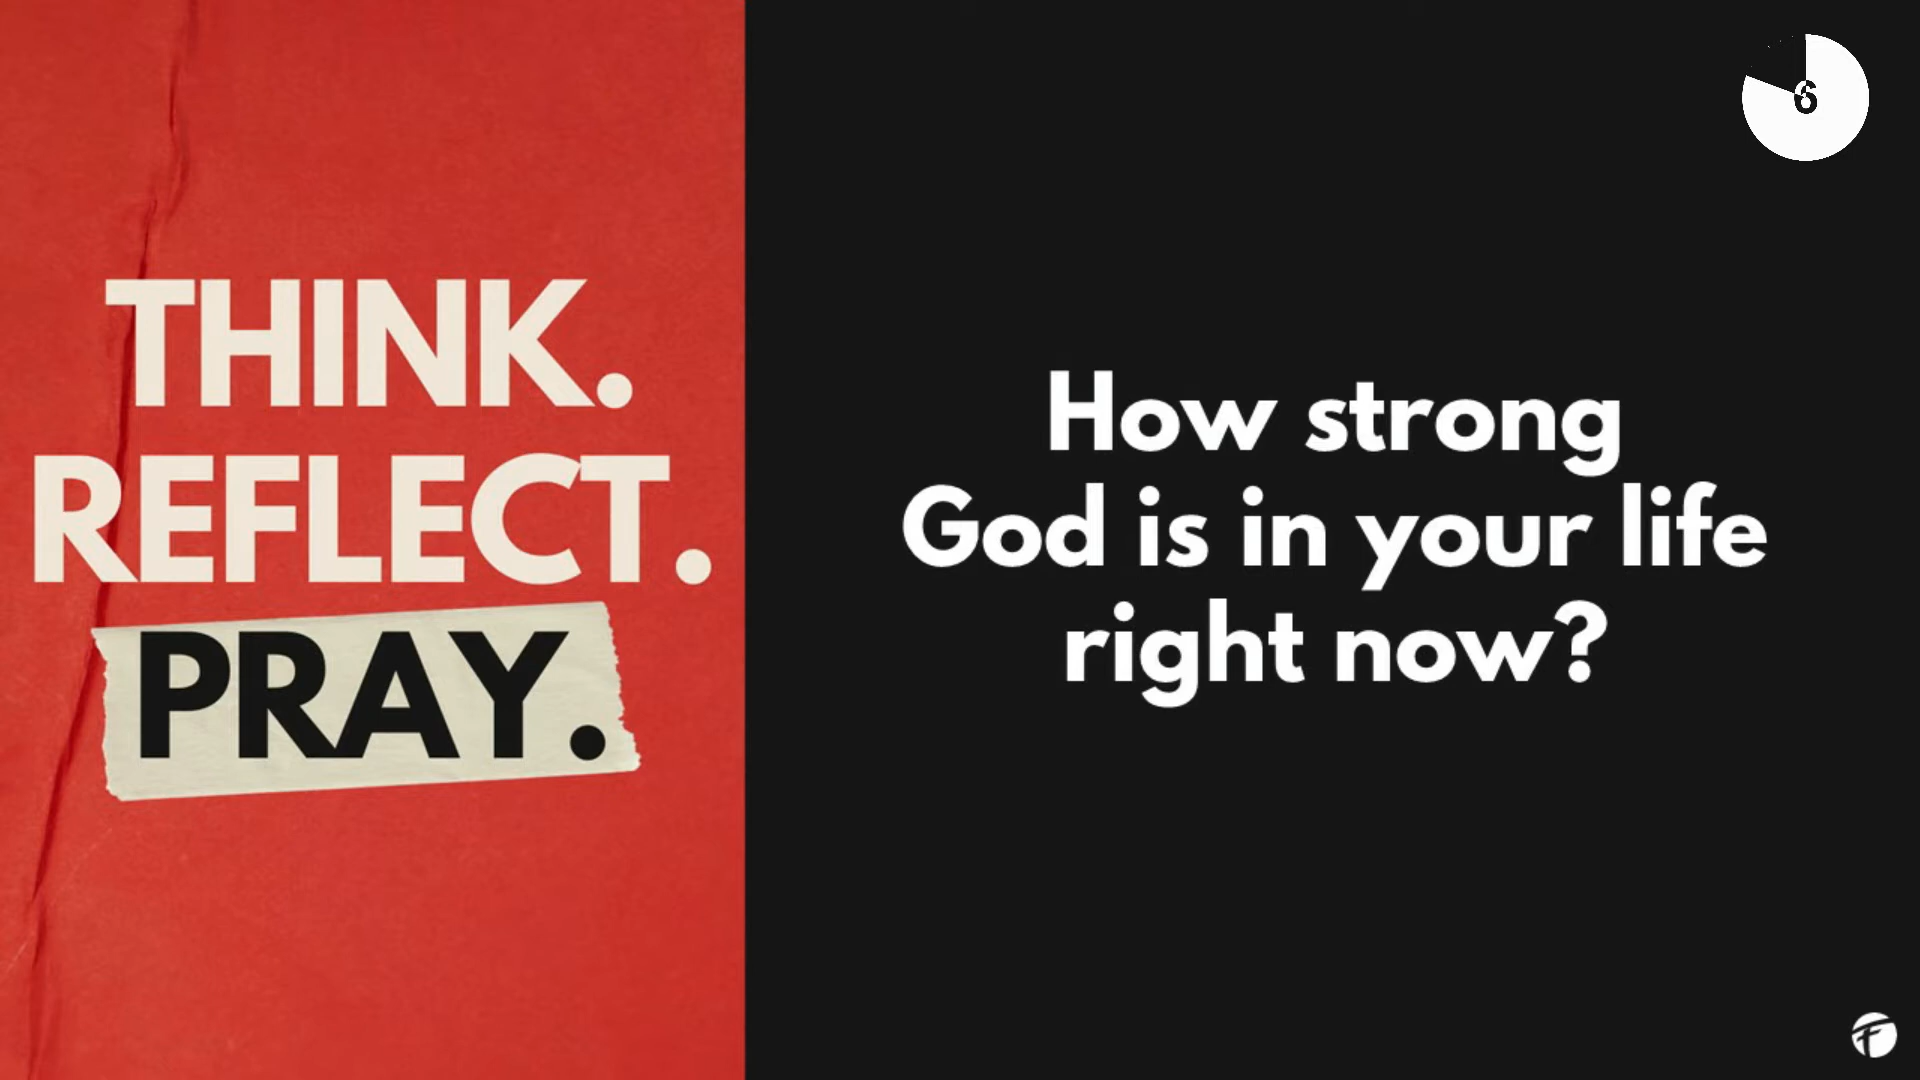 THINK.
REFLECT.
PRAY.
How strong
God is in your life
right now?
6